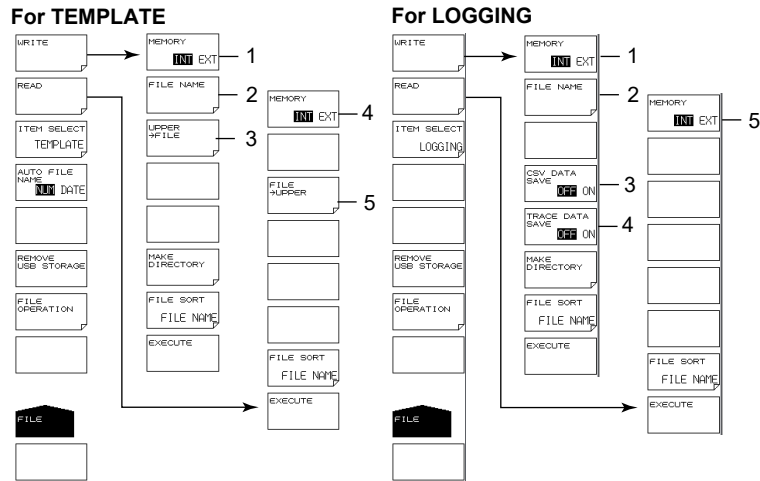 For TEMPLATE
WRITE
READ
ITEM SELECT
TEMPLATE
AUTO FILE
NAME
NUM DATE
REMOVE
USB STORAGE
FILE
OPERATION
FILE
MEMORY
INT EXT
1
FILE NAME
2
UPPER
→FILE
3
MAKE
DIRECTORY
FILE SORT
FILE NAME
EXECUTE
MEMORY
INT EXT
4
FILE
→UPPER
5
FILE SORT
FILE NAME
EXECUTE
For LOGGING
WRITE
READ
ITEM SELECT
LOGGING
REMOVE
USB STORAGE
FILE
OPERATION
FILE
MEMORY
INT EXT
1
FILE NAME
2
CSV DATA
SAVE
OFF ON
3
TRACE DATA
SAVE
OFF ON
4
MAKE
DIRECTORY
FILE SORT
FILE NAME
EXECUTE
MEMORY
INT EXT
5
FILE SORT
FILE NAME
EXECUTE